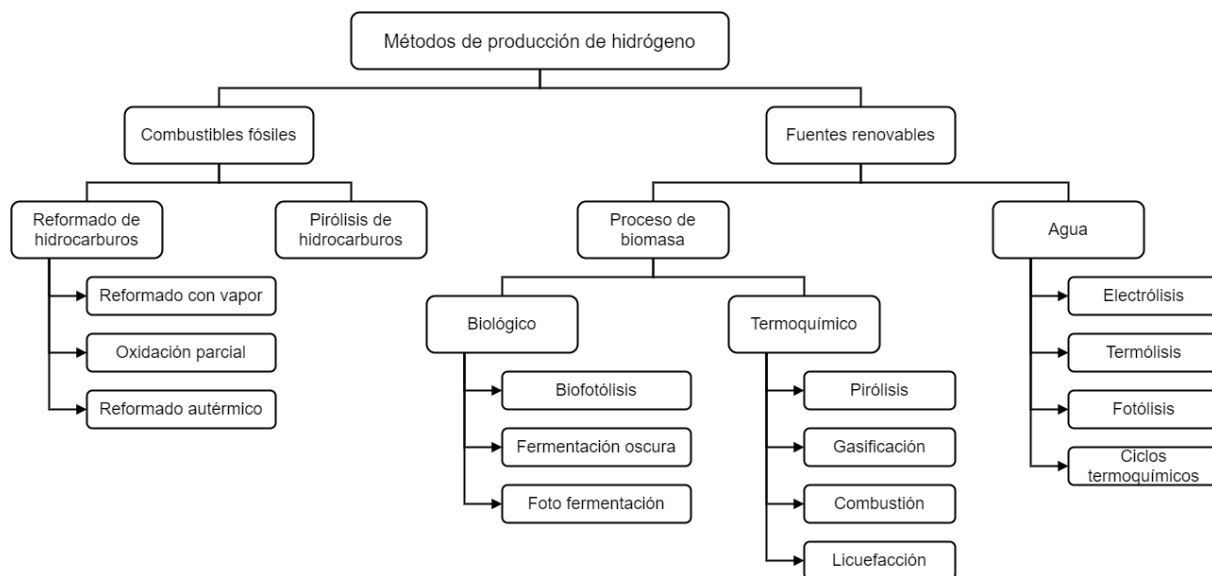 Métodos de producción de hidrógeno
Combustibles fósiles
Fuentes renovables
Reformado de
hidrocarburos
Pirólisis de
hidrocarburos
Proceso de
biomasa
Agua
Reformado con vapor
Oxidación parcial
Reformado autérmico
Biológico
Termoquímico
Biofotólisis
Fermentación oscura
Foto fermentación
Pirólisis
Gasificación
Combustión
Licuefacción
Electrólisis
Termólisis
Fotólisis
Ciclos
termoquímicos